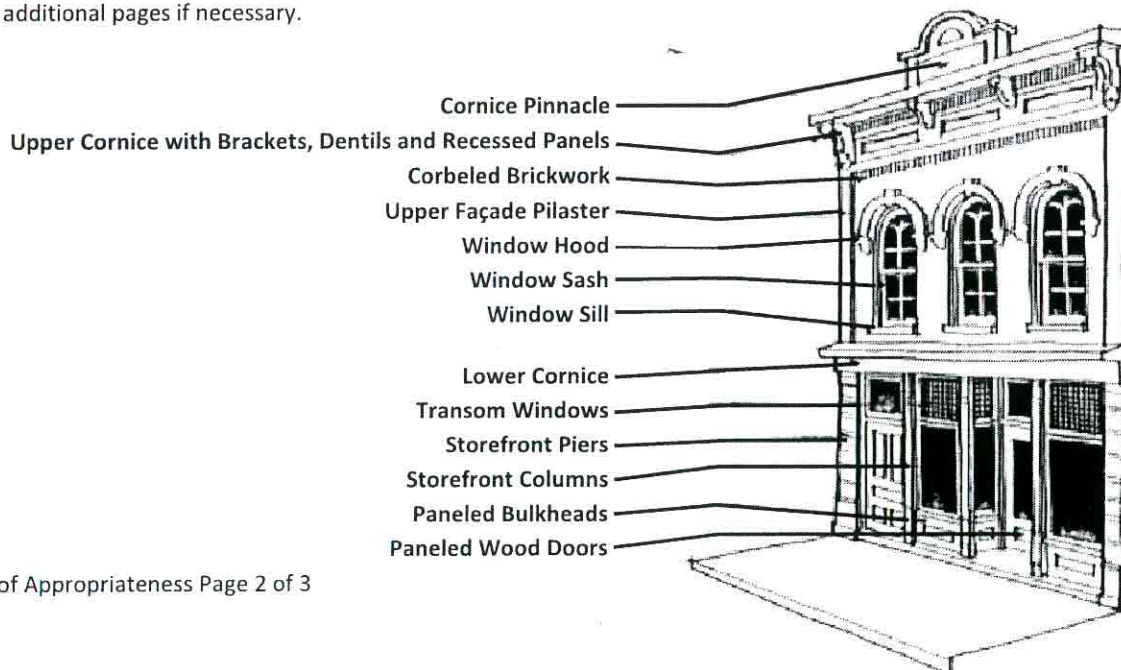 additional pages if necessary.
Cornice Pinnacle
Upper Cornice with Brackets, Dentils and Recessed Panels
Corbeled Brickwork
Upper Façade Pilaster
Window Hood
Window Sash
Window Sill
Lower Cornice
Transom Windows
Storefront Piers
Storefront Columns
Paneled Bulkheads
Paneled Wood Doors
of Appropriateness Page 2 of 3